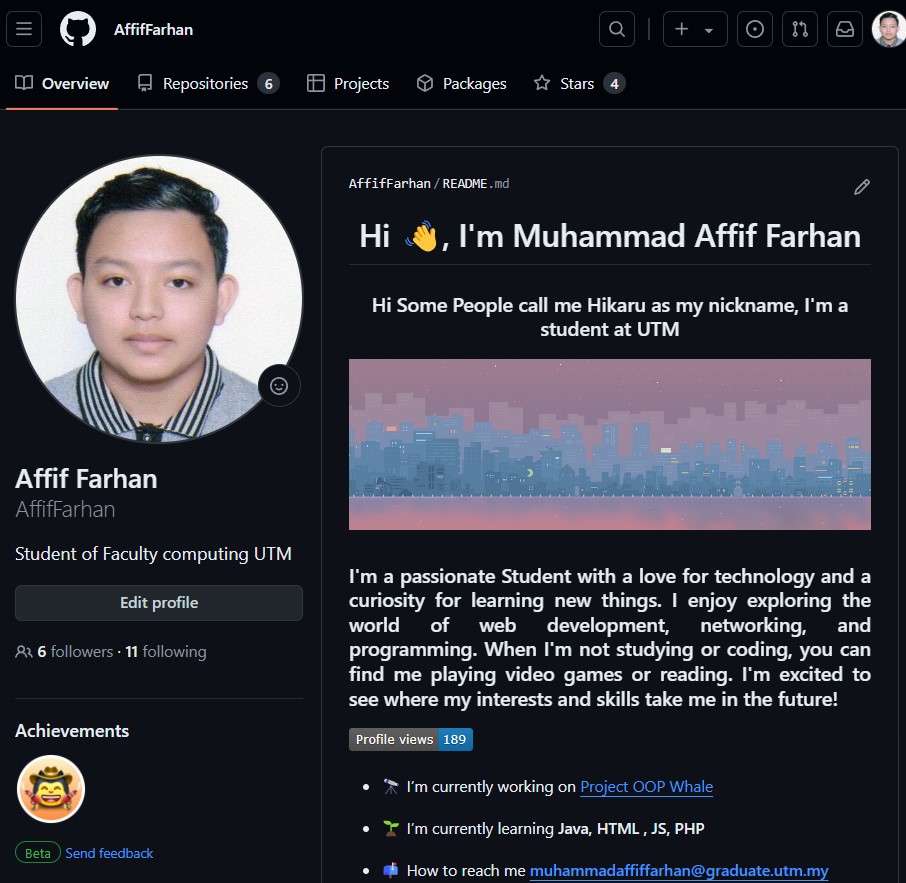 AffifFarhan
Overview
Repositories 6
Projects
Packages
Stars 4
AffifFarhan/README.md
Hi 👋, I'm Muhammad Affif Farhan
Hi Some People call me Hikaru as my nickname, I'm a
student at UTM
Affif Farhan
AffifFarhan
Student of Faculty computing UTM
Edit profile
6 followers · 11 following
Achievements
Beta Send feedback
I'm a passionate Student with a love for technology and a
curiosity for learning new things. I enjoy exploring the
world of web development, networking, and
programming. When I'm not studying or coding, you can
find me playing video games or reading. I'm excited to
see where my interests and skills take me in the future!
Profile views 189
• 🔭 I’m currently working on Project OOP Whale
• 🌱 I’m currently learning Java, HTML , JS, PHP
• 📫 How to reach me muhammadaffiffarhan@graduate.utm.my